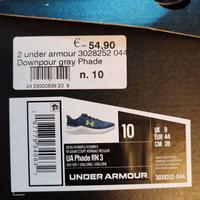 € 54,90
2 under armour 3028252 044
Downpour gray Phade
n. 10
24 25000838 20 9
10
UK 9
EUR 44
CM 28
UA Phade RN 3
UNDER ARMOUR
3028252-044